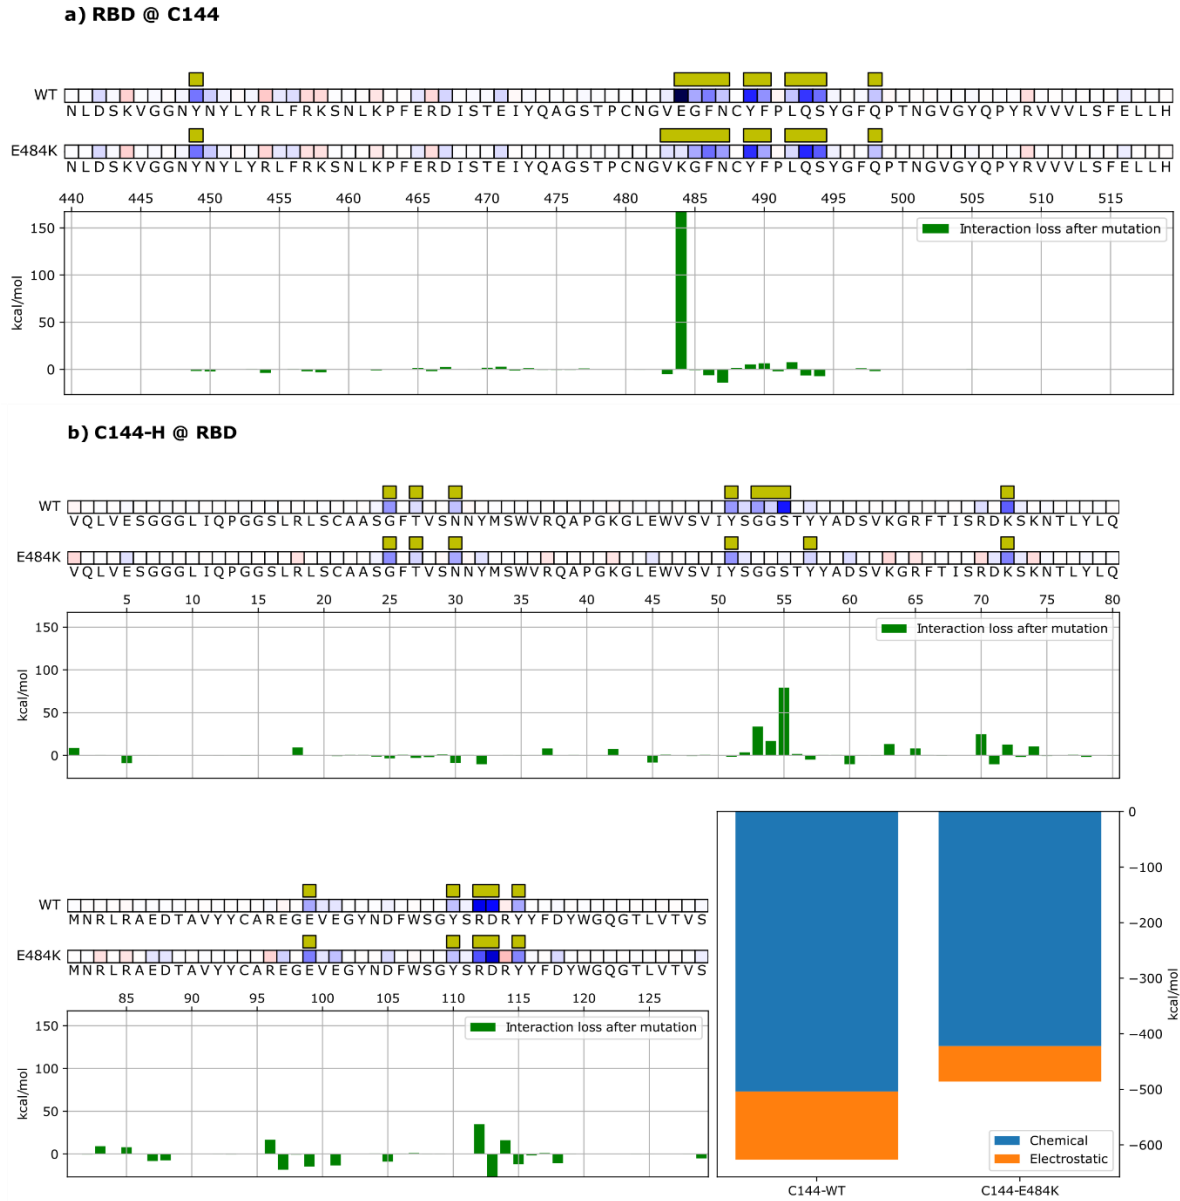 a) RBD @ C144
WT
NLDSKVGGNYNYLYRLFRKSNLKPFERDISTEIYQAGSTPCNGVEGFNCYFPLQSYGFQPTNGVGYQPYRVVVLSFELLH
E484K
NLDSKVGGNYNYLYRLFRKSNLKPFERDISTEIYQAGSTPCNGVKGFNCYFPLQSYGFQPTNGVGYQPYRVVVLSFELLH
440 445 450 455 460 465 470 475 480 485 490 495 500 505 510 515
Interaction loss after mutation
150
100
50
0
kcal/mol
b) C144-H @ RBD
WT
VQLVESGGGLIQPGGSLRLSCAASGFTVSNNYMSWVRQAPGKGLEWVSVIYSGGSTYYADSVKGRFTISRDKSKNTLYLQ
E484K
VQLVESGGGLIQPGGSLRLSCAASGFTVSNNYMSWVRQAPGKGLEWVSVIYSGGSTYYADSVKGRFTISRDKSKNTLYLQ
5 10 15 20 25 30 35 40 45 50 55 60 65 70 75 80
Interaction loss after mutation
150
100
50
0
kcal/mol
WT
MNRLRAEDTAVYYCAREGEVEGYNDFWSGYSRDRYYFDYWGQGTLVTVS
E484K
MNRLRAEDTAVYYCAREGEVEGYNDFWSGYSRDRYYFDYWGQGTLVTVS
85 90 95 100 105 110 115 120 125
Interaction loss after mutation
150
100
50
0
kcal/mol
0
−100
−200
−300
−400
−500
−600
kcal/mol
Chemical
Electrostatic
C144-WT C144-E484K